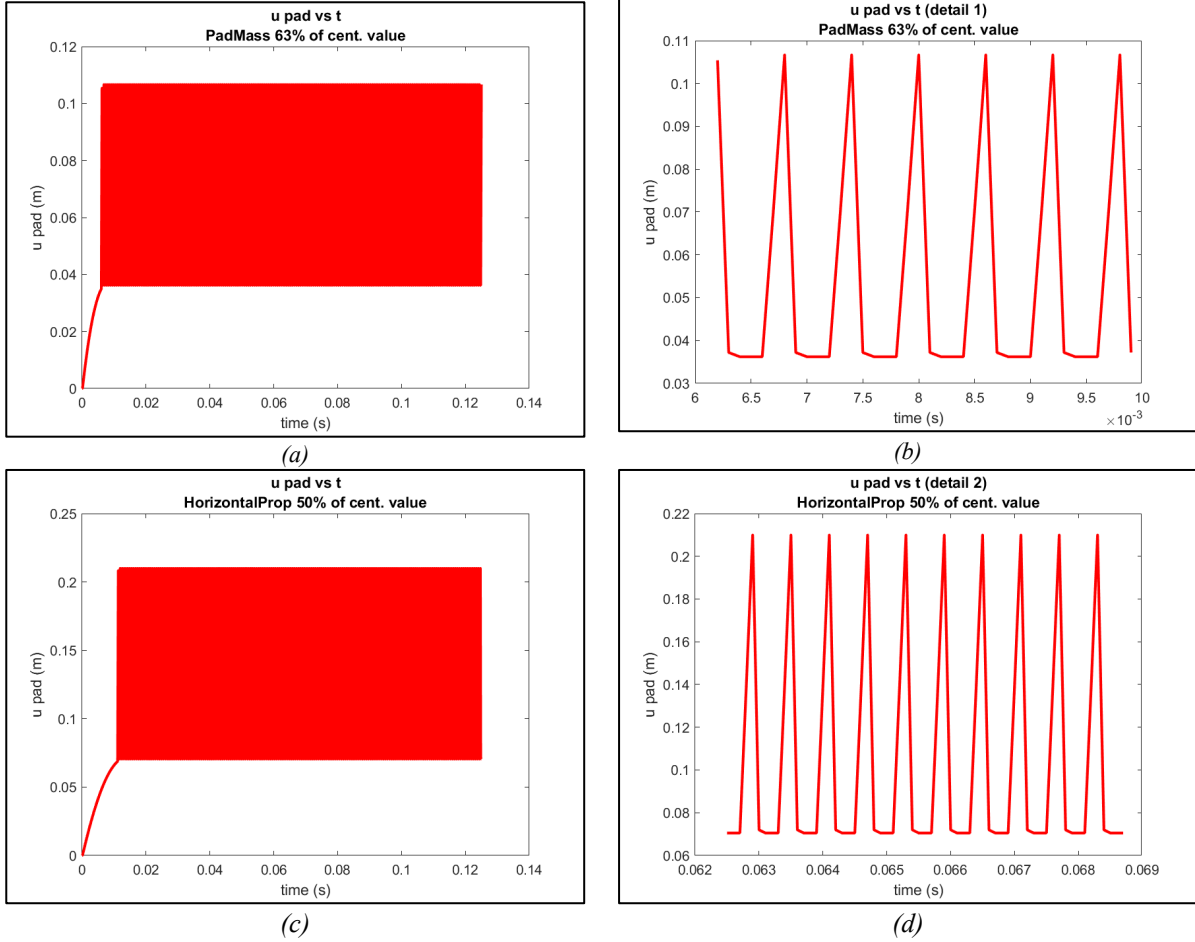 u pad vs t
PadMass 63% of cent. value
0.12
0.1
0.08
0.06
0.04
0.02
0
u pad (m)
0 0.02 0.04 0.06 0.08 0.1 0.12 0.14
time (s)
(a)
u pad vs t (detail 1)
PadMass 63% of cent. value
0.11
0.1
0.09
0.08
0.07
0.06
0.05
0.04
0.03
u pad (m)
6 6.5 7 7.5 8 8.5 9 9.5 10
time (s)
×10⁻³
(b)
u pad vs t
HorizontalProp 50% of cent. value
0.25
0.2
0.15
0.1
0.05
0
u pad (m)
0 0.02 0.04 0.06 0.08 0.1 0.12 0.14
time (s)
(c)
u pad vs t (detail 2)
HorizontalProp 50% of cent. value
0.22
0.2
0.18
0.16
0.14
0.12
0.1
0.08
0.06
u pad (m)
0.062 0.063 0.064 0.065 0.066 0.067 0.068 0.069
time (s)
(d)